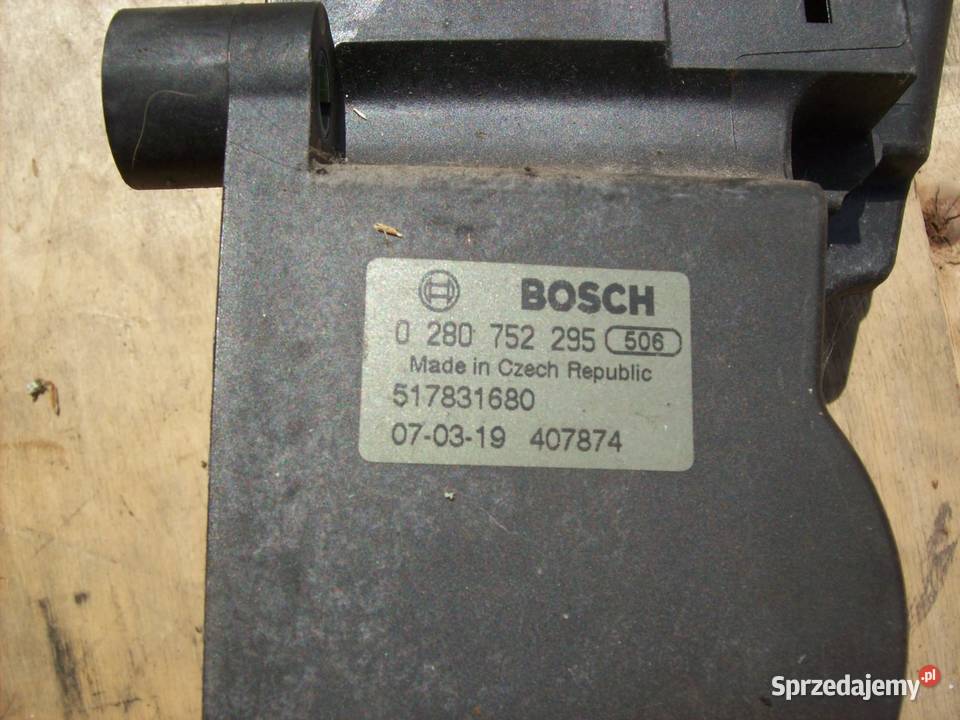 BOSCH
0 280 752 295 506
Made in Czech Republic
517831680
07-03-19 407874
Sprzedajemy.pl